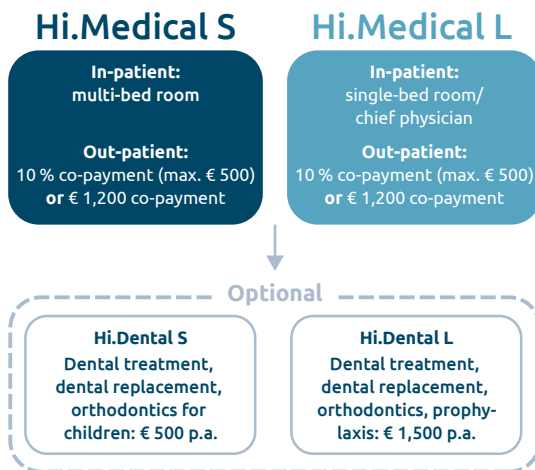 Hi.Medical S
In-patient:
multi-bed room
Out-patient:
10 % co-payment (max. € 500)
or € 1,200 co-payment
Hi.Medical L
In-patient:
single-bed room/
chief physician
Out-patient:
10 % co-payment (max. € 500)
or € 1,200 co-payment
Optional
Hi.Dental S
Dental treatment,
dental replacement,
orthodontics for
children: € 500 p.a.
Hi.Dental L
Dental treatment,
dental replacement,
orthodontics, prophy-
laxis: € 1,500 p.a.